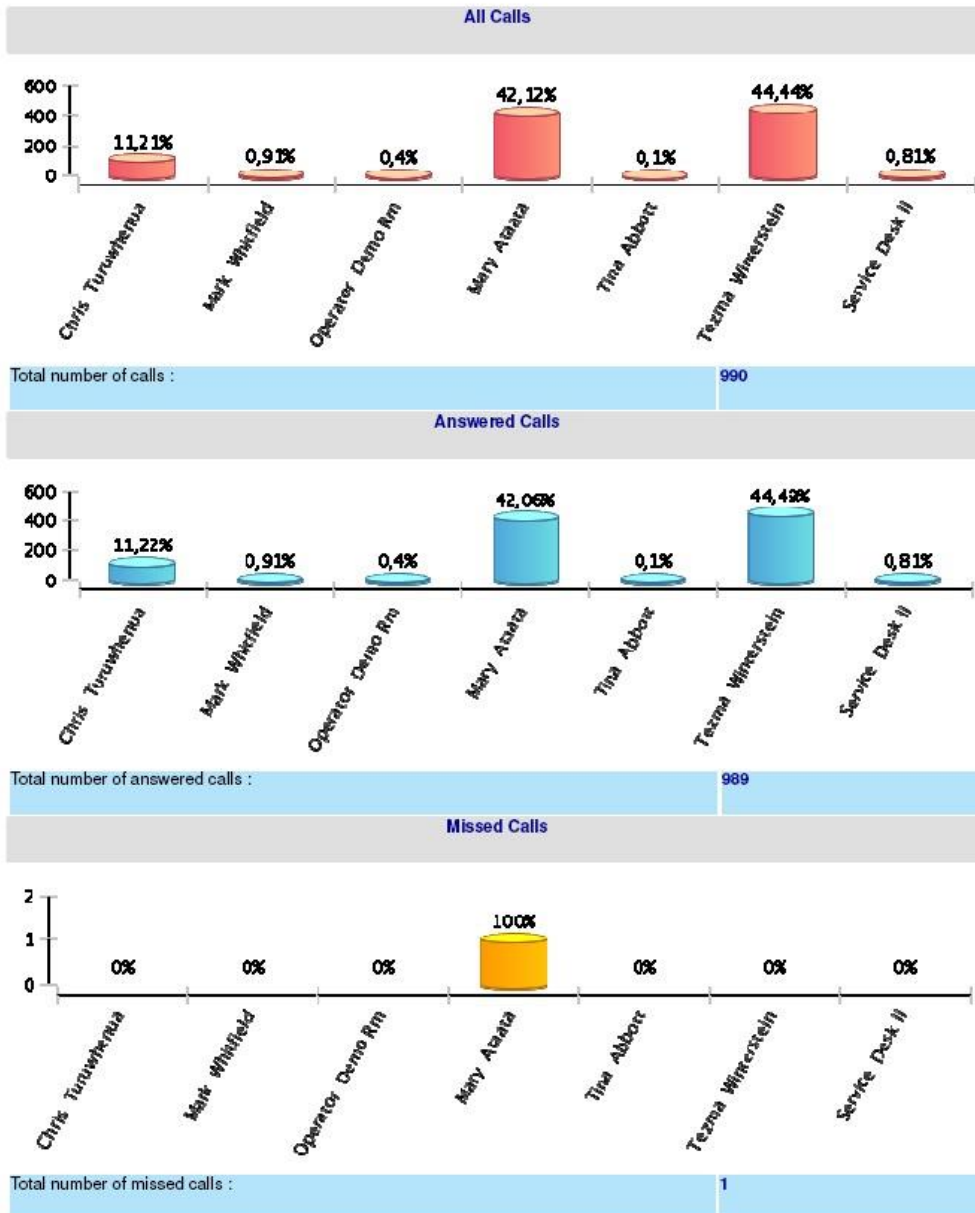 All Calls
600
400
200
0
11,21%
0,91%
0,4%
42,12%
0,1%
44,44%
0,81%
Chris Turuwhenua
Mark Whitfield
Operator Demo Rm
Mary Ataata
Tina Abbott
Tezma Winterstein
Service Desk II
Total number of calls : 990
Answered Calls
600
400
200
0
11,22%
0,91%
0,4%
42,06%
0,1%
44,49%
0,81%
Chris Turuwhenua
Mark Whitfield
Operator Demo Rm
Mary Ataata
Tina Abbott
Tezma Winterstein
Service Desk II
Total number of answered calls : 989
Missed Calls
2
1
0
0%
0%
0%
100%
0%
0%
0%
Chris Turuwhenua
Mark Whitfield
Operator Demo Rm
Mary Ataata
Tina Abbott
Tezma Winterstein
Service Desk II
Total number of missed calls : 1